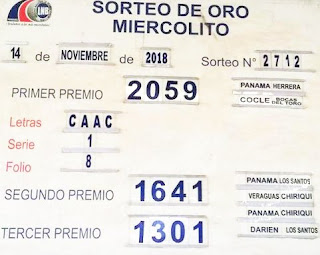 LNB
SORTEO DE ORO
MIERCOLITO
14 de NOVIEMBRE de 2018 Sorteo N° 2712
PRIMER PREMIO 2059 PANAMA HERRERA
COCLE BOCAS DEL TORO
Letras CAAC
Serie 1
Folio 8
SEGUNDO PREMIO 1641 PANAMA LOS SANTOS
VERAGUAS CHIRIQUI
TERCER PREMIO 1301 PANAMA CHIRIQUI
DARIEN LOS SANTOS